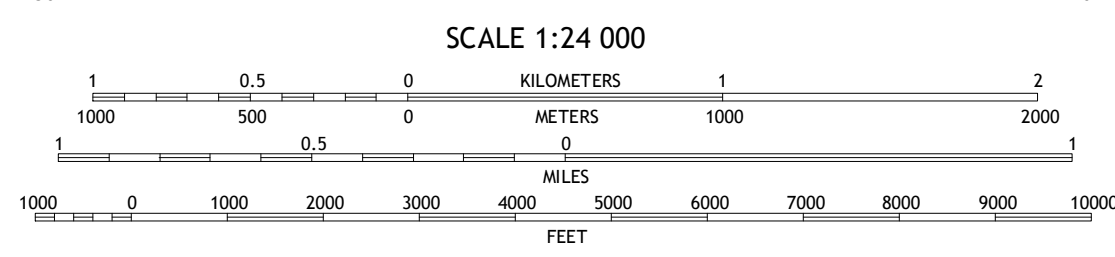 SCALE 1:24 000
1 0.5 0 KILOMETERS 1 2
1000 500 0 METERS 1000 2000
1 0.5 0 1
MILES
1000 0 1000 2000 3000 4000 5000 6000 7000 8000 9000 10000
FEET